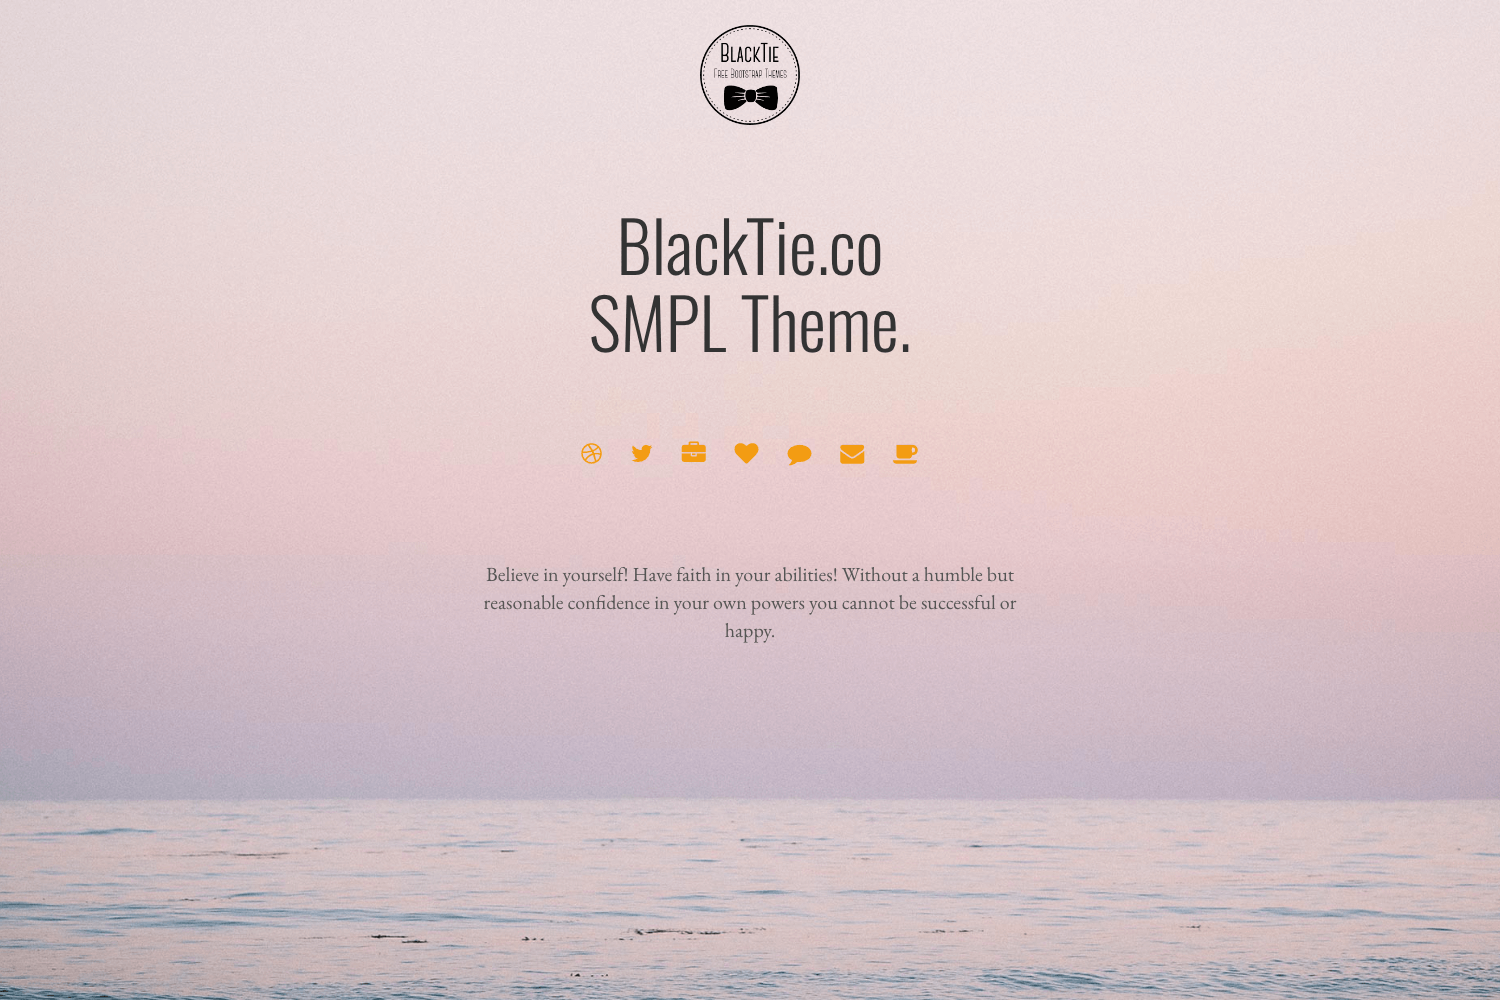 BlackTie
Free Bootstrap Themes
BlackTie.co
SMPL Theme.
Believe in yourself! Have faith in your abilities! Without a humble but
reasonable confidence in your own powers you cannot be successful or
happy.